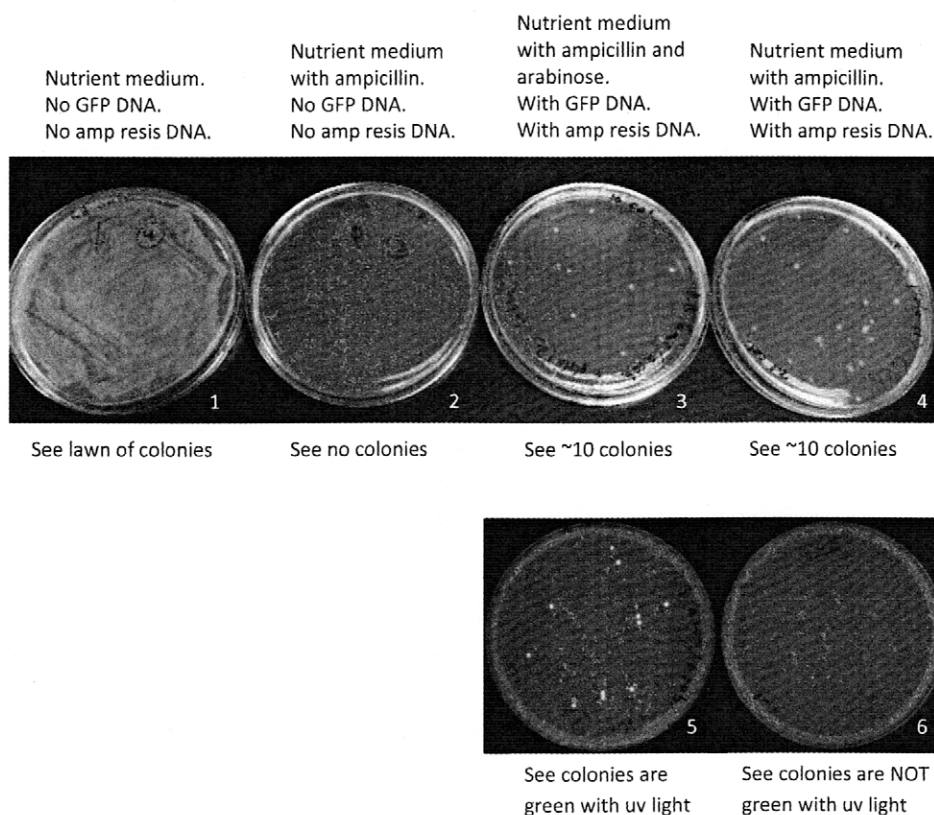 Nutrient medium.
No GFP DNA.
No amp resis DNA.
Nutrient medium
with ampicillin.
No GFP DNA.
No amp resis DNA.
Nutrient medium
with ampicillin and
arabinose.
With GFP DNA.
With amp resis DNA.
Nutrient medium
with ampicillin.
With GFP DNA.
With amp resis DNA.
1
2
3
4
See lawn of colonies
See no colonies
See ~10 colonies
See ~10 colonies
5
6
See colonies are
green with uv light
See colonies are NOT
green with uv light